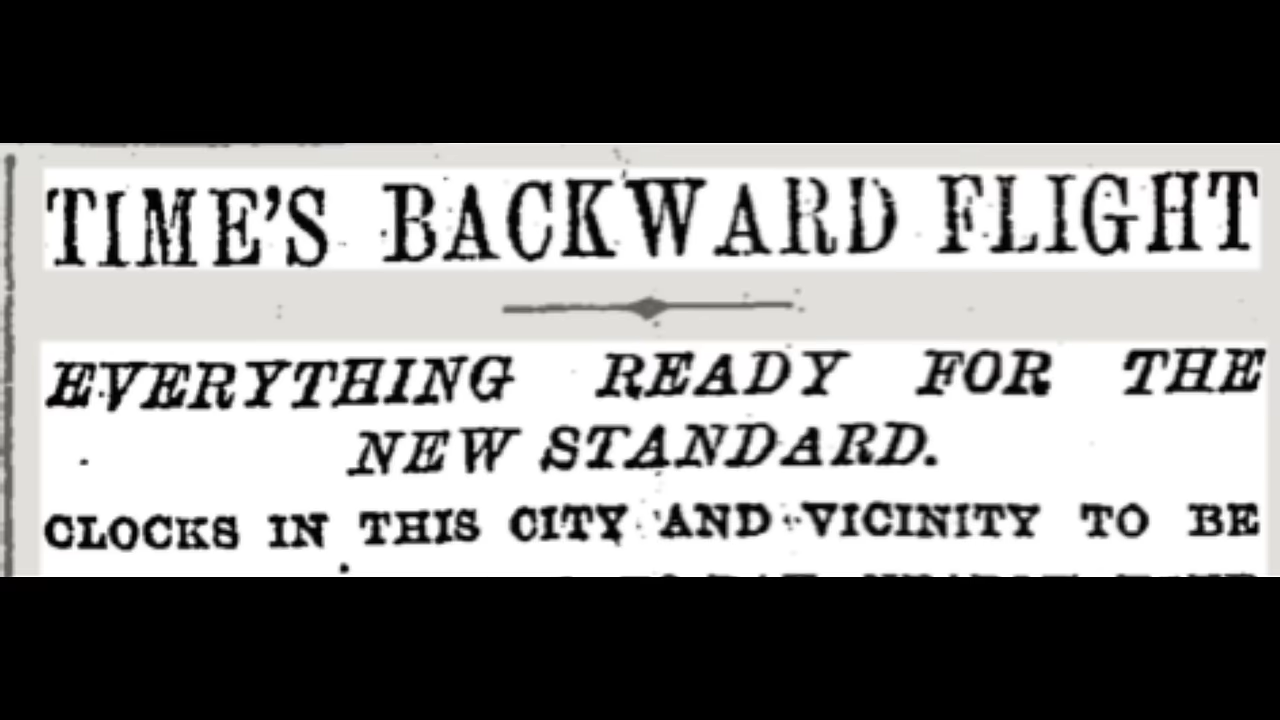 TIME'S BACKWARD FLIGHT
EVERYTHING READY FOR THE
NEW STANDARD.
CLOCKS IN THIS CITY AND VICINITY TO BE